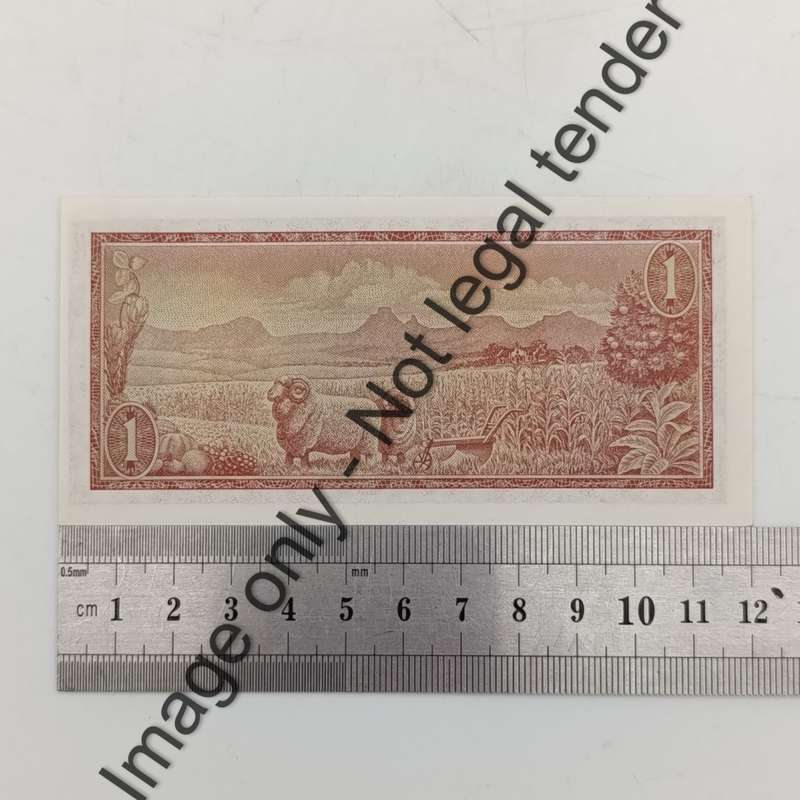 1
1
0.5mm
mm
cm 1 2 3 4 5 6 7 8 9 10 11 12
Image only - Not legal tender